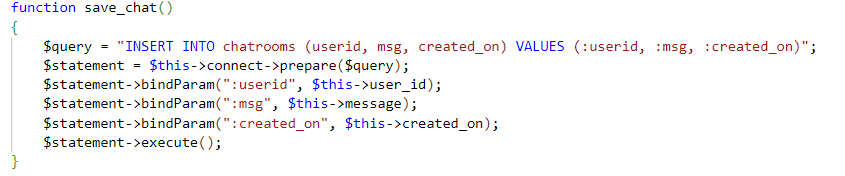 function save_chat()
{
    $query = "INSERT INTO chatrooms (userid, msg, created_on) VALUES (:userid, :msg, :created_on)";
    $statement = $this->connect->prepare($query);
    $statement->bindParam(":userid", $this->user_id);
    $statement->bindParam(":msg", $this->message);
    $statement->bindParam(":created_on", $this->created_on);
    $statement->execute();
}